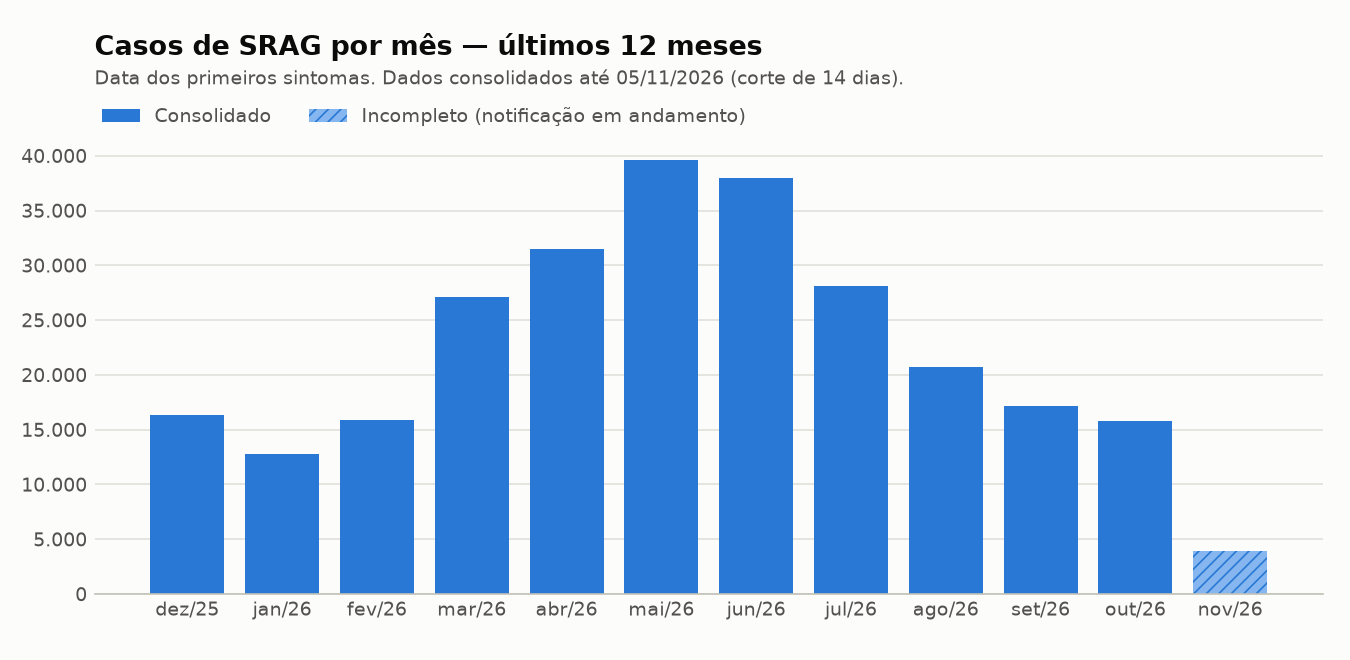 Casos de SRAG por mês — últimos 12 meses
Data dos primeiros sintomas. Dados consolidados até 05/11/2026 (corte de 14 dias).
Consolidado
Incompleto (notificação em andamento)
40.000
35.000
30.000
25.000
20.000
15.000
10.000
5.000
0
dez/25 jan/26 fev/26 mar/26 abr/26 mai/26 jun/26 jul/26 ago/26 set/26 out/26 nov/26